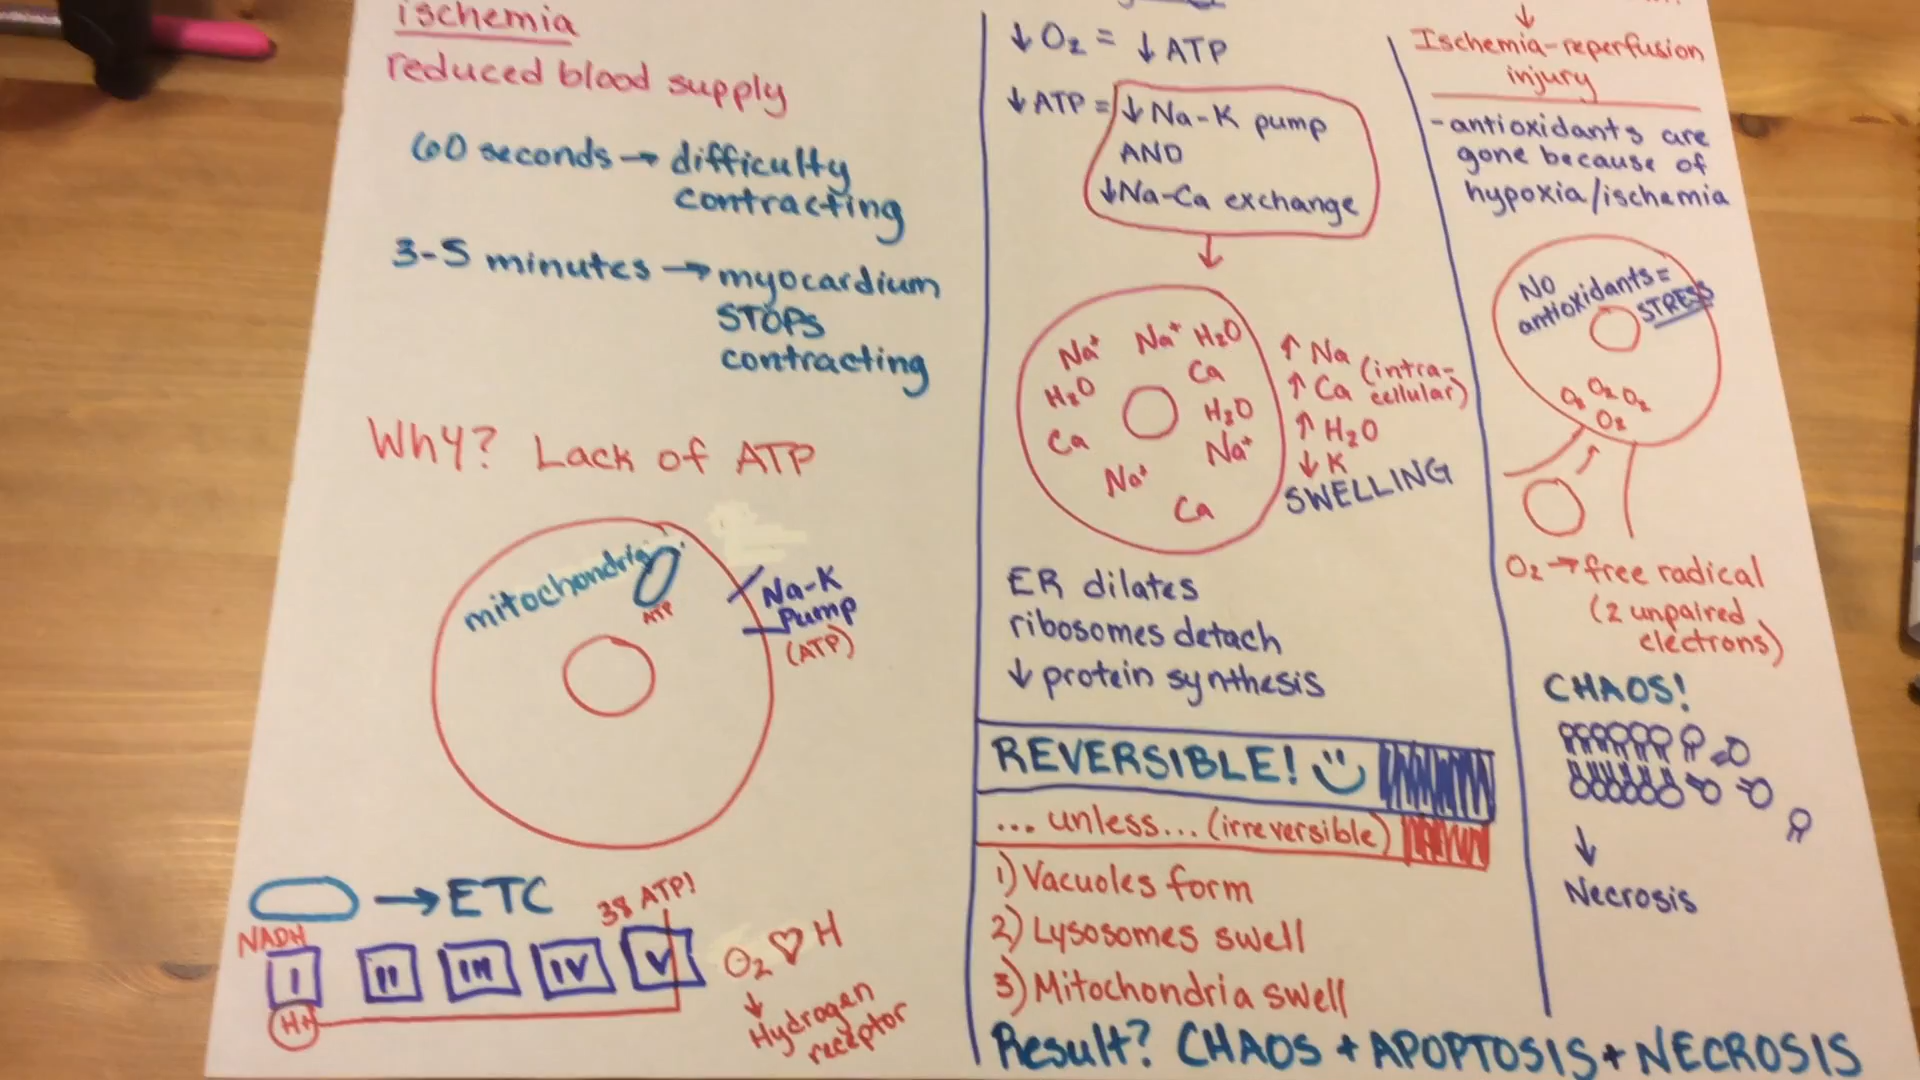 ischemia
reduced blood supply
60 seconds → difficulty
contracting
3-5 minutes → myocardium
STOPS
contracting
Why? Lack of ATP
mitochondria
ATP
Na-K
Pump
(ATP)
→ ETC
38 ATP!
NADH
I II III IV V
H+
O₂ ♡ H
↓
Hydrogen
receptor
↓ O₂ = ↓ ATP
↓ ATP = ↓ Na-K pump
AND
↓ Na-Ca exchange
↓
Na⁺ Na⁺ H₂O
H₂O Ca
Ca H₂O
Na⁺ Na⁺
Ca
↑ Na (intra-
↑ Ca cellular)
↑ H₂O
↓ K
SWELLING
ER dilates
ribosomes detach
↓ protein synthesis
REVERSIBLE!
... unless... (irreversible)
1) Vacuoles form
2) Lysosomes swell
3) Mitochondria swell
Result? CHAOS + APOPTOSIS + NECROSIS
↓
Ischemia-reperfusion
injury
- antioxidants are
gone because of
hypoxia/ischemia
NO
antioxidants =
STRESS
O₂ O₂ O₂
O₂
O₂ → free radical
(2 unpaired
electrons)
CHAOS!
↓
Necrosis